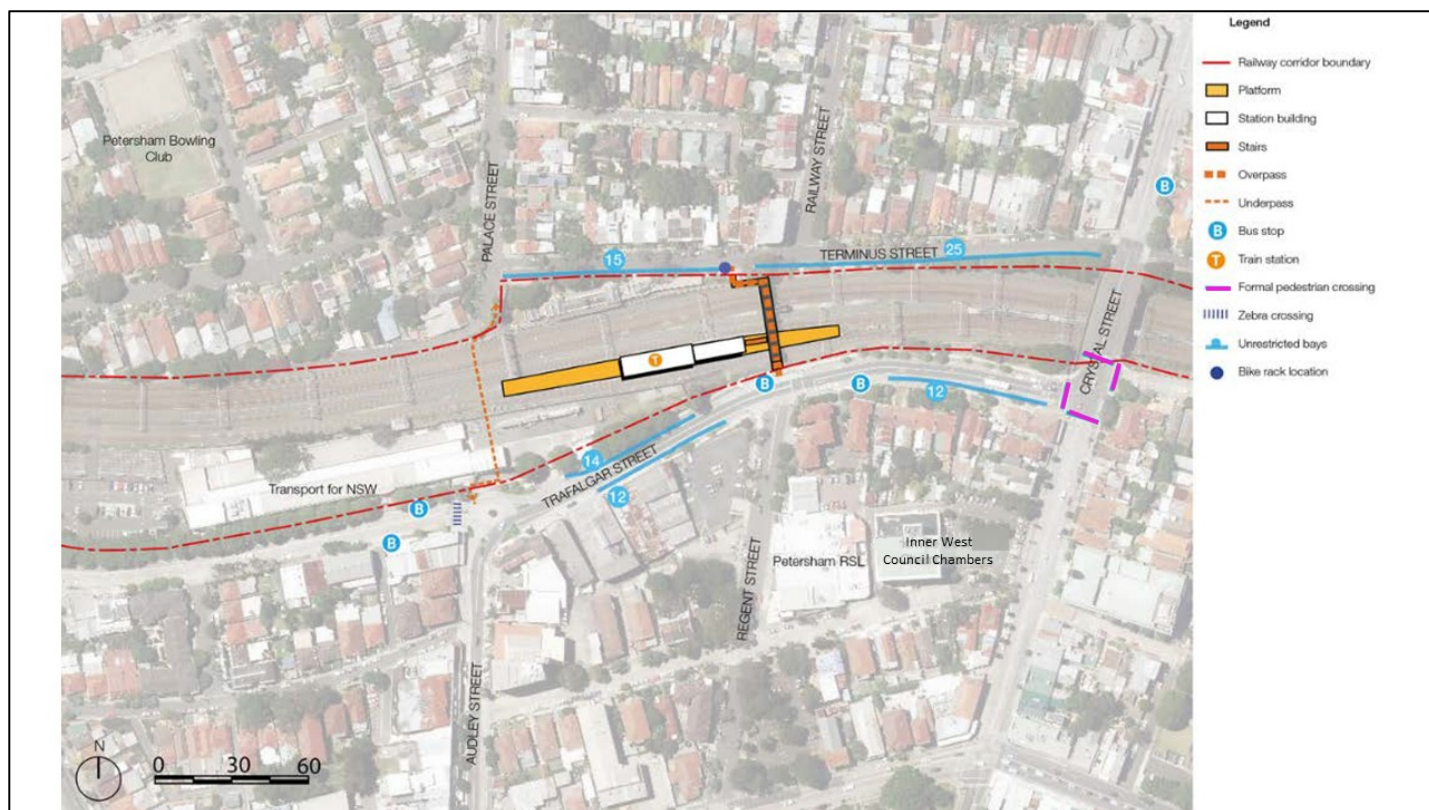 Legend
Railway corridor boundary
Platform
Station building
Stairs
Overpass
Underpass
B
Bus stop
T
Train station
Formal pedestrian crossing
Zebra crossing
Unrestricted bays
Bike rack location
Petersham Bowling
Club
PALACE STREET
RAILWAY STREET
B
15
TERMINUS STREET
25
CRYSTAL STREET
T
B
B
12
14
TRAFALGAR STREET
12
Transport for NSW
B
B
REGENT STREET
Petersham RSL
Inner West
Council Chambers
AUDLEY STREET
N
0 30 60